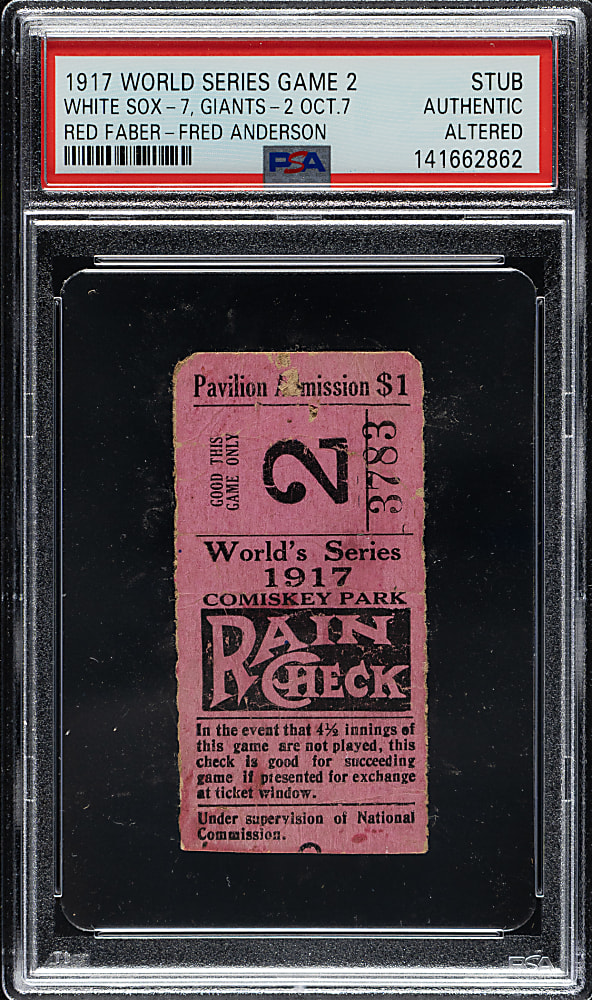 1917 WORLD SERIES GAME 2 STUB
WHITE SOX-7, GIANTS-2 OCT.7 AUTHENTIC
RED FABER-FRED ANDERSON ALTERED
PSA 141662862
Pavilion mission $1
GOOD THIS
GAME ONLY
2
3783
World's Series
1917
COMISKEY PARK
RAIN
CHECK
In the event that 4½ innings of
this game are not played, this
check is good for succeeding
game if presented for exchange
at ticket window.
Under supervision of National
Commission.
PSA